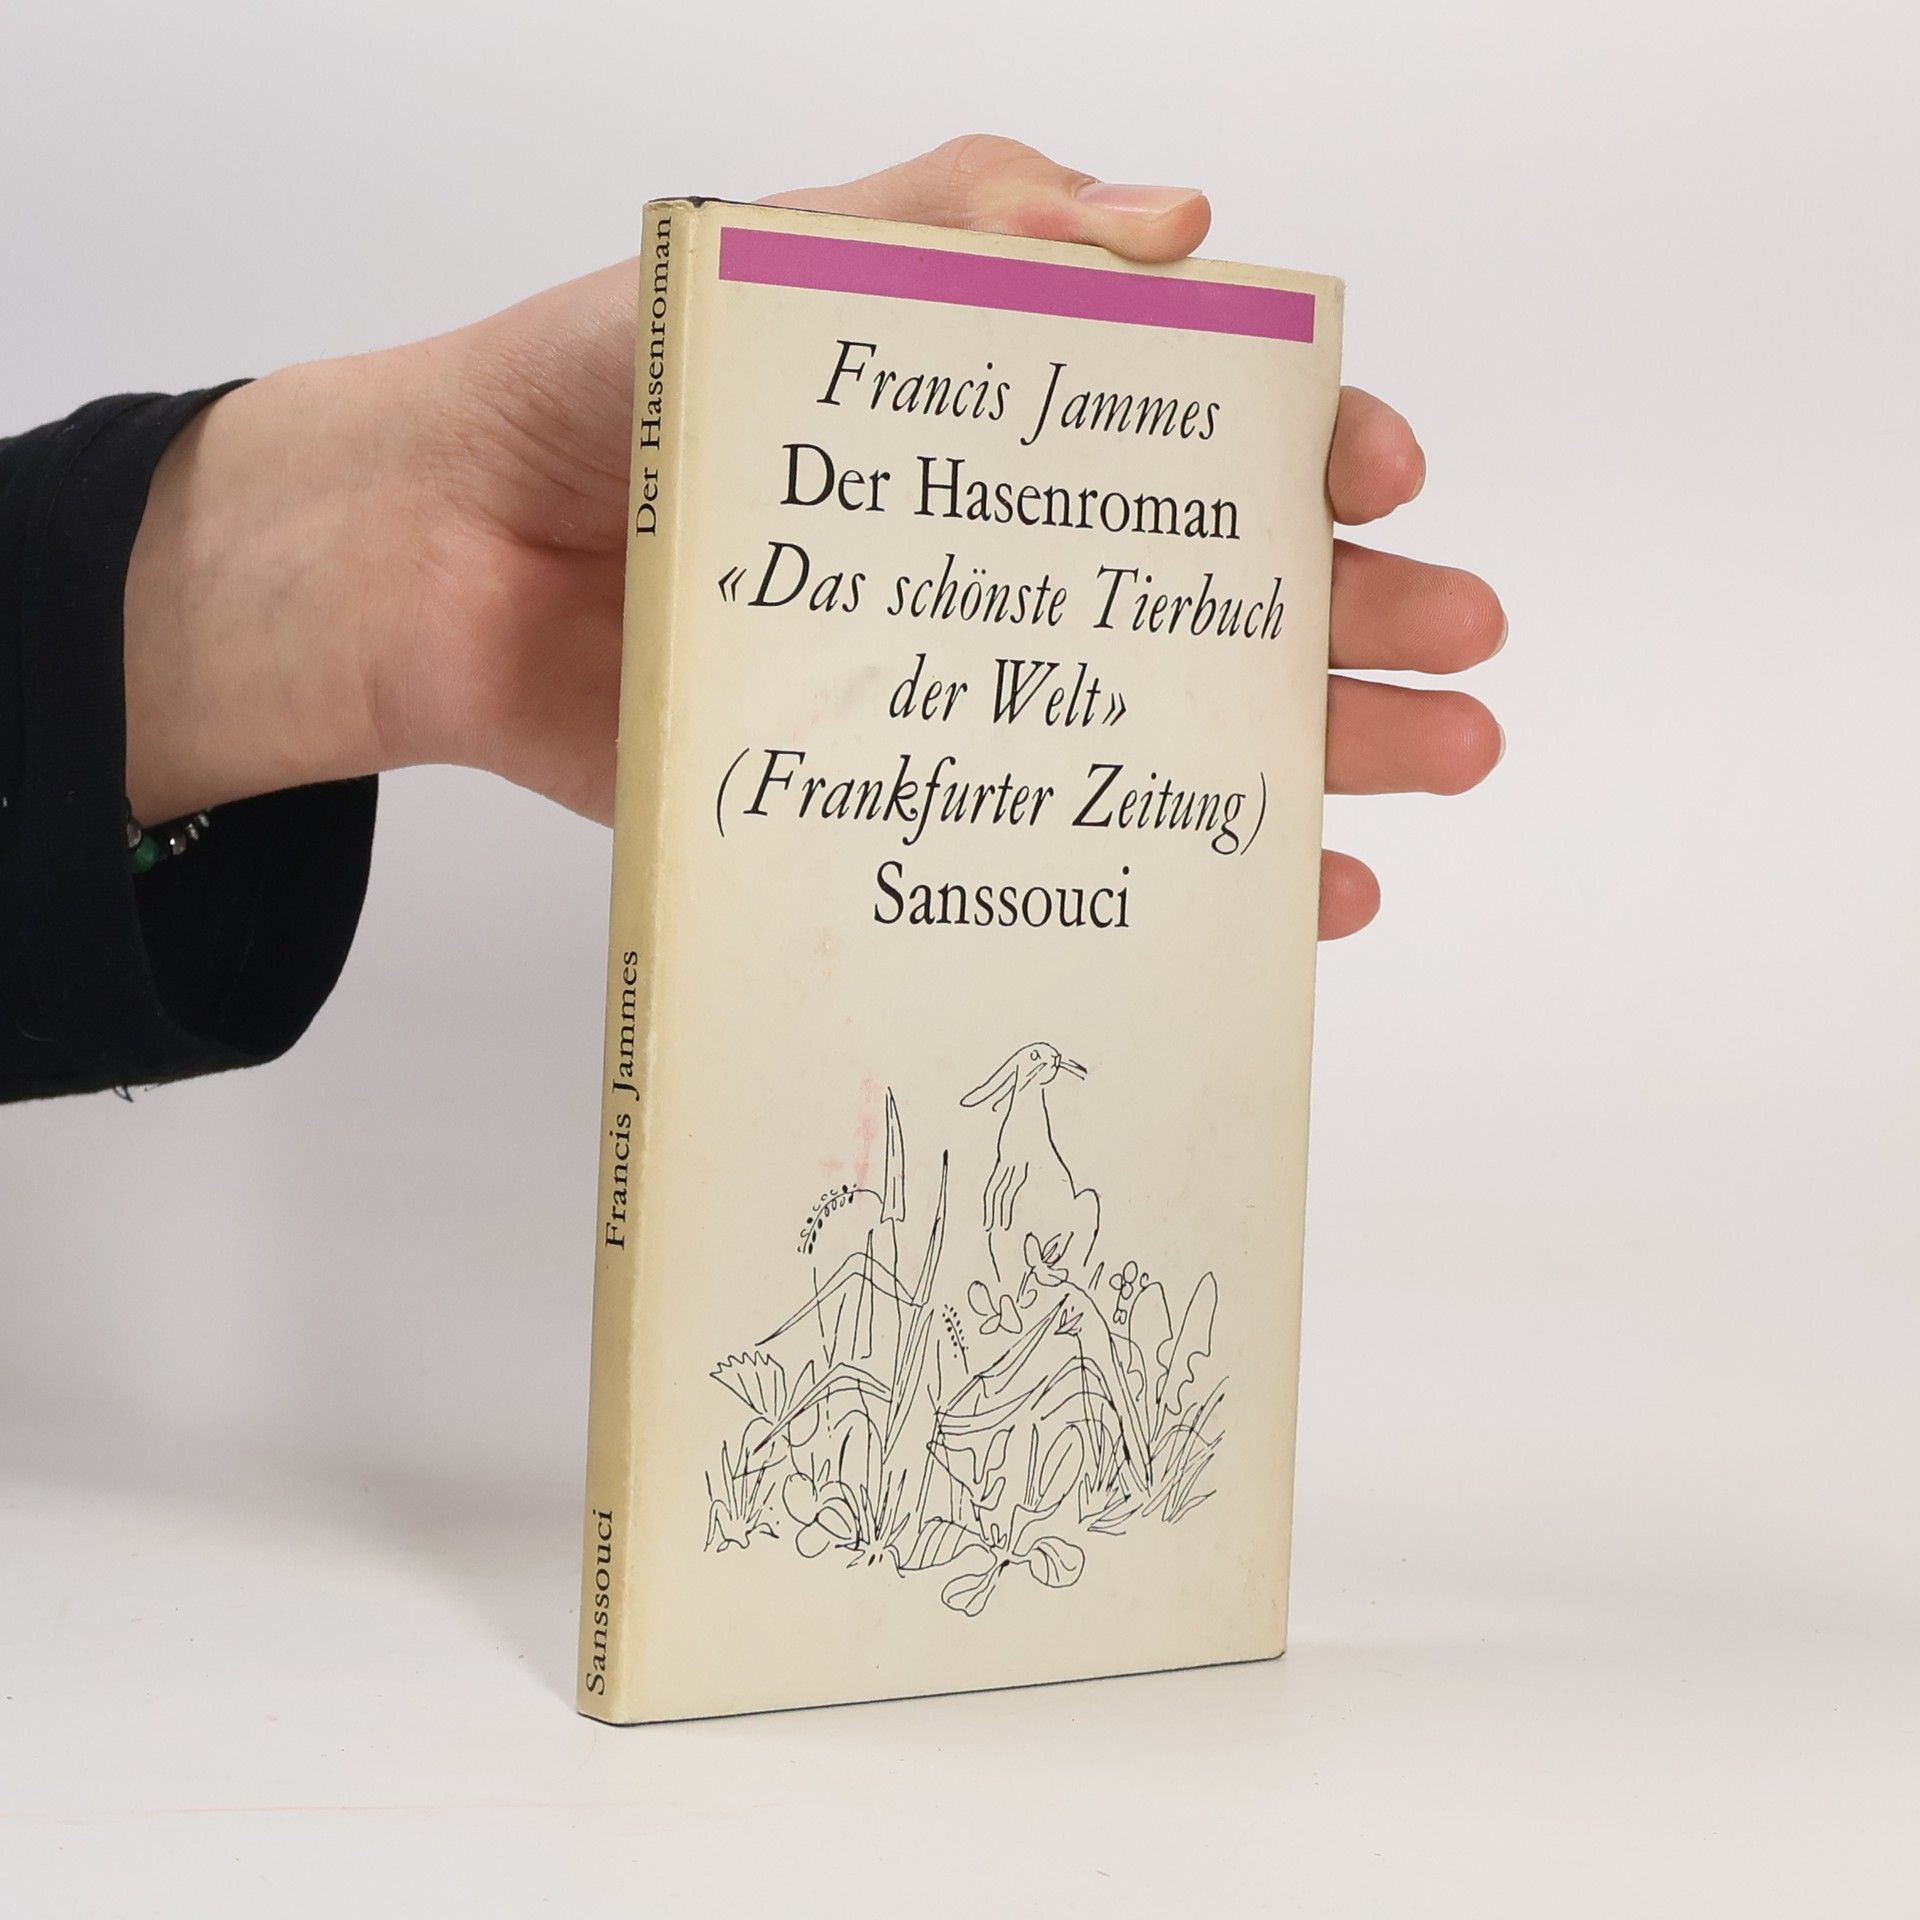 Francis Jammes
Der Hasenroman
«Das schönste Tierbuch
der Welt»
(Frankfurter Zeitung)
Sanssouci
Der Hasenroman
Francis Jammes
Sanssouci